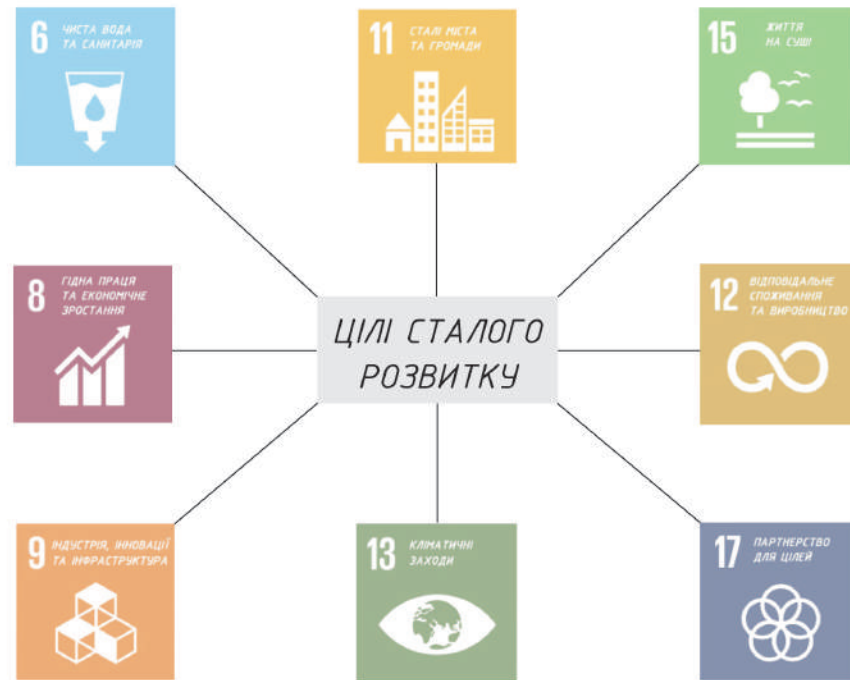 6 ЧИСТА ВОДА
ТА САНИТАРІЯ
11 СТАЛІ МІСТА
ТА ГРОМАДИ
15 ЖИТТЯ
НА СУШІ
8 ГІДНА ПРАЦЯ
ТА ЕКОНОМІЧНЕ
ЗРОСТАННЯ
ЦІЛІ СТАЛОГО
РОЗВИТКУ
12 ВІДПОВІДАЛЬНЕ
СПОЖИВАННЯ
ТА ВИРОБНИЦТВО
9 ІНДУСТРІЯ, ІННОВАЦІЇ
ТА ІНФРАСТРУКТУРА
13 КЛІМАТИЧНІ
ЗАХОДИ
17 ПАРТНЕРСТВО
ДЛЯ ЦІЛЕЙ